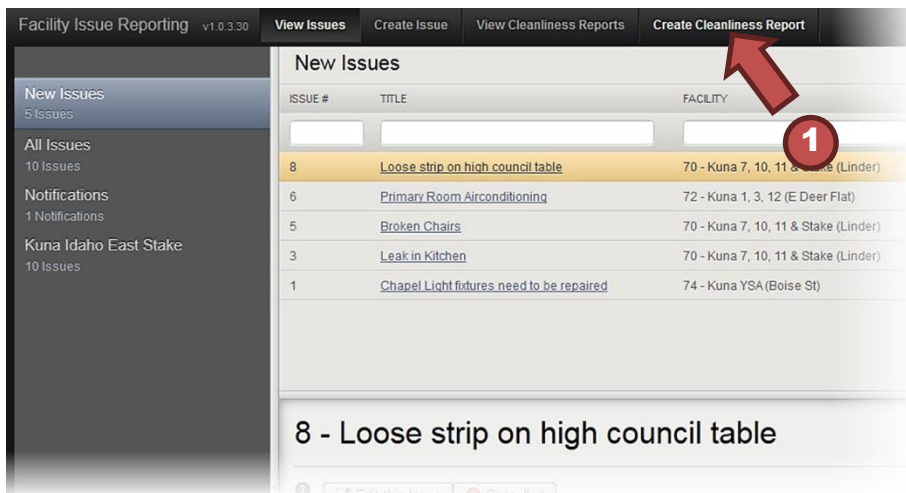 Facility Issue Reporting v1.0.3.30 View Issues Create Issue View Cleanliness Reports Create Cleanliness Report
New Issues
5 Issues
All Issues
10 Issues
Notifications
1 Notifications
Kuna Idaho East Stake
10 Issues
New Issues
ISSUE # TITLE FACILITY
1
8 Loose strip on high council table 70 - Kuna 7, 10, 11 & Stake (Linder)
6 Primary Room Airconditioning 72 - Kuna 1, 3, 12 (E Deer Flat)
5 Broken Chairs 70 - Kuna 7, 10, 11 & Stake (Linder)
3 Leak in Kitchen 70 - Kuna 7, 10, 11 & Stake (Linder)
1 Chapel Light fixtures need to be repaired 74 - Kuna YSA (Boise St)
8 - Loose strip on high council table